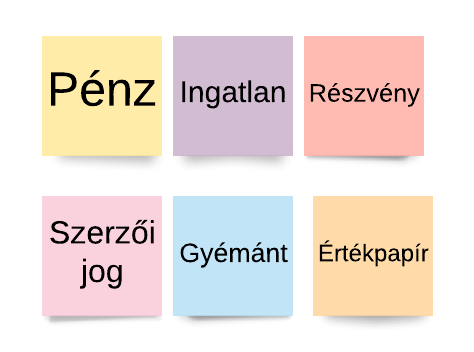 Pénz
Ingatlan
Részvény
Szerzői
jog
Gyémánt
Értékpapír